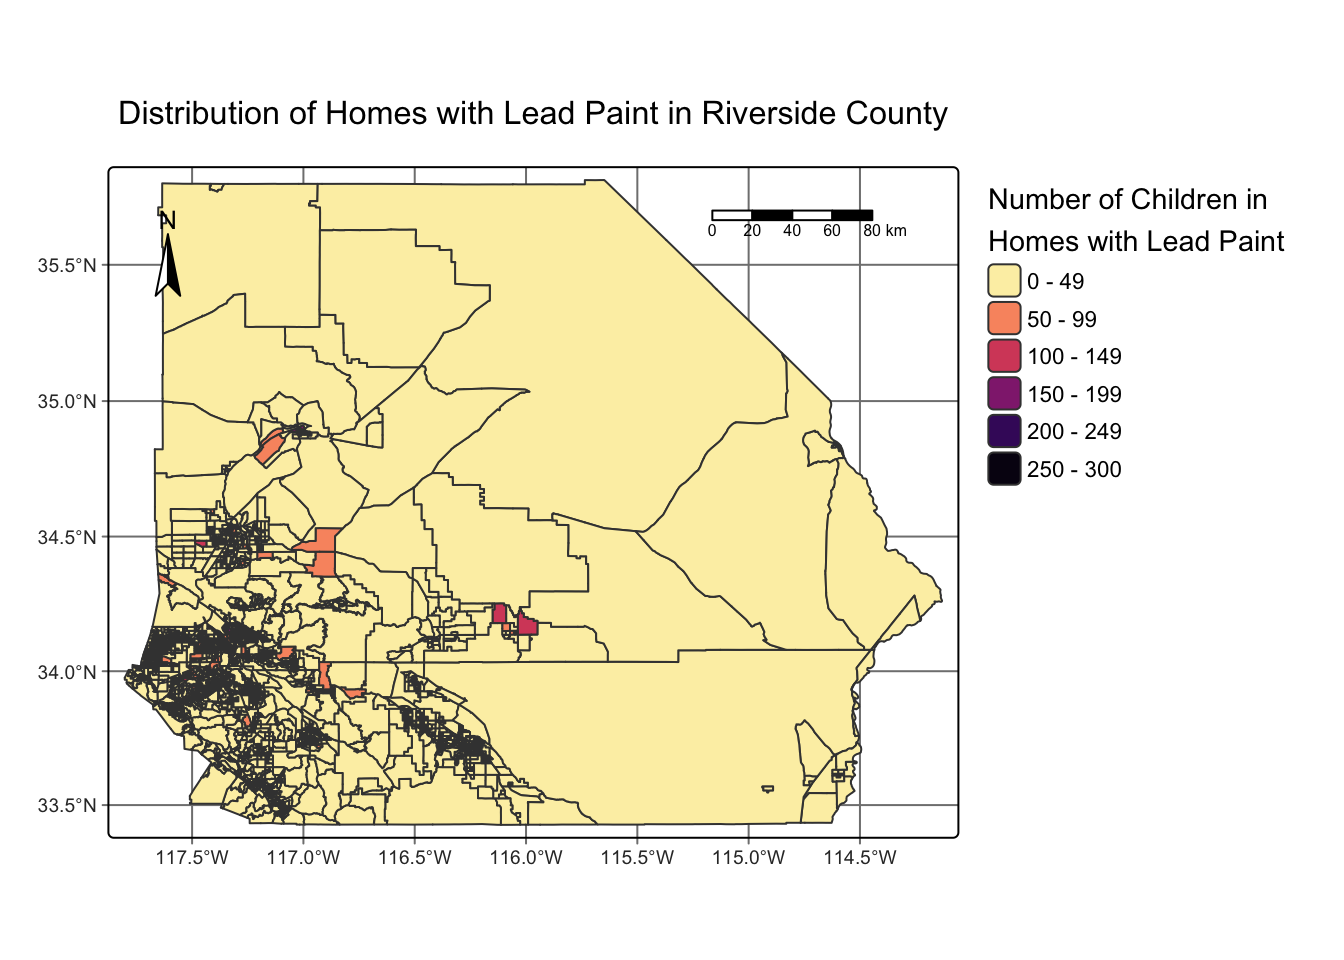 Distribution of Homes with Lead Paint in Riverside County
N
0 20 40 60 80 km
35.5°N
35.0°N
34.5°N
34.0°N
33.5°N
117.5°W 117.0°W 116.5°W 116.0°W 115.5°W 115.0°W 114.5°W
Number of Children in
Homes with Lead Paint
0 - 49
50 - 99
100 - 149
150 - 199
200 - 249
250 - 300